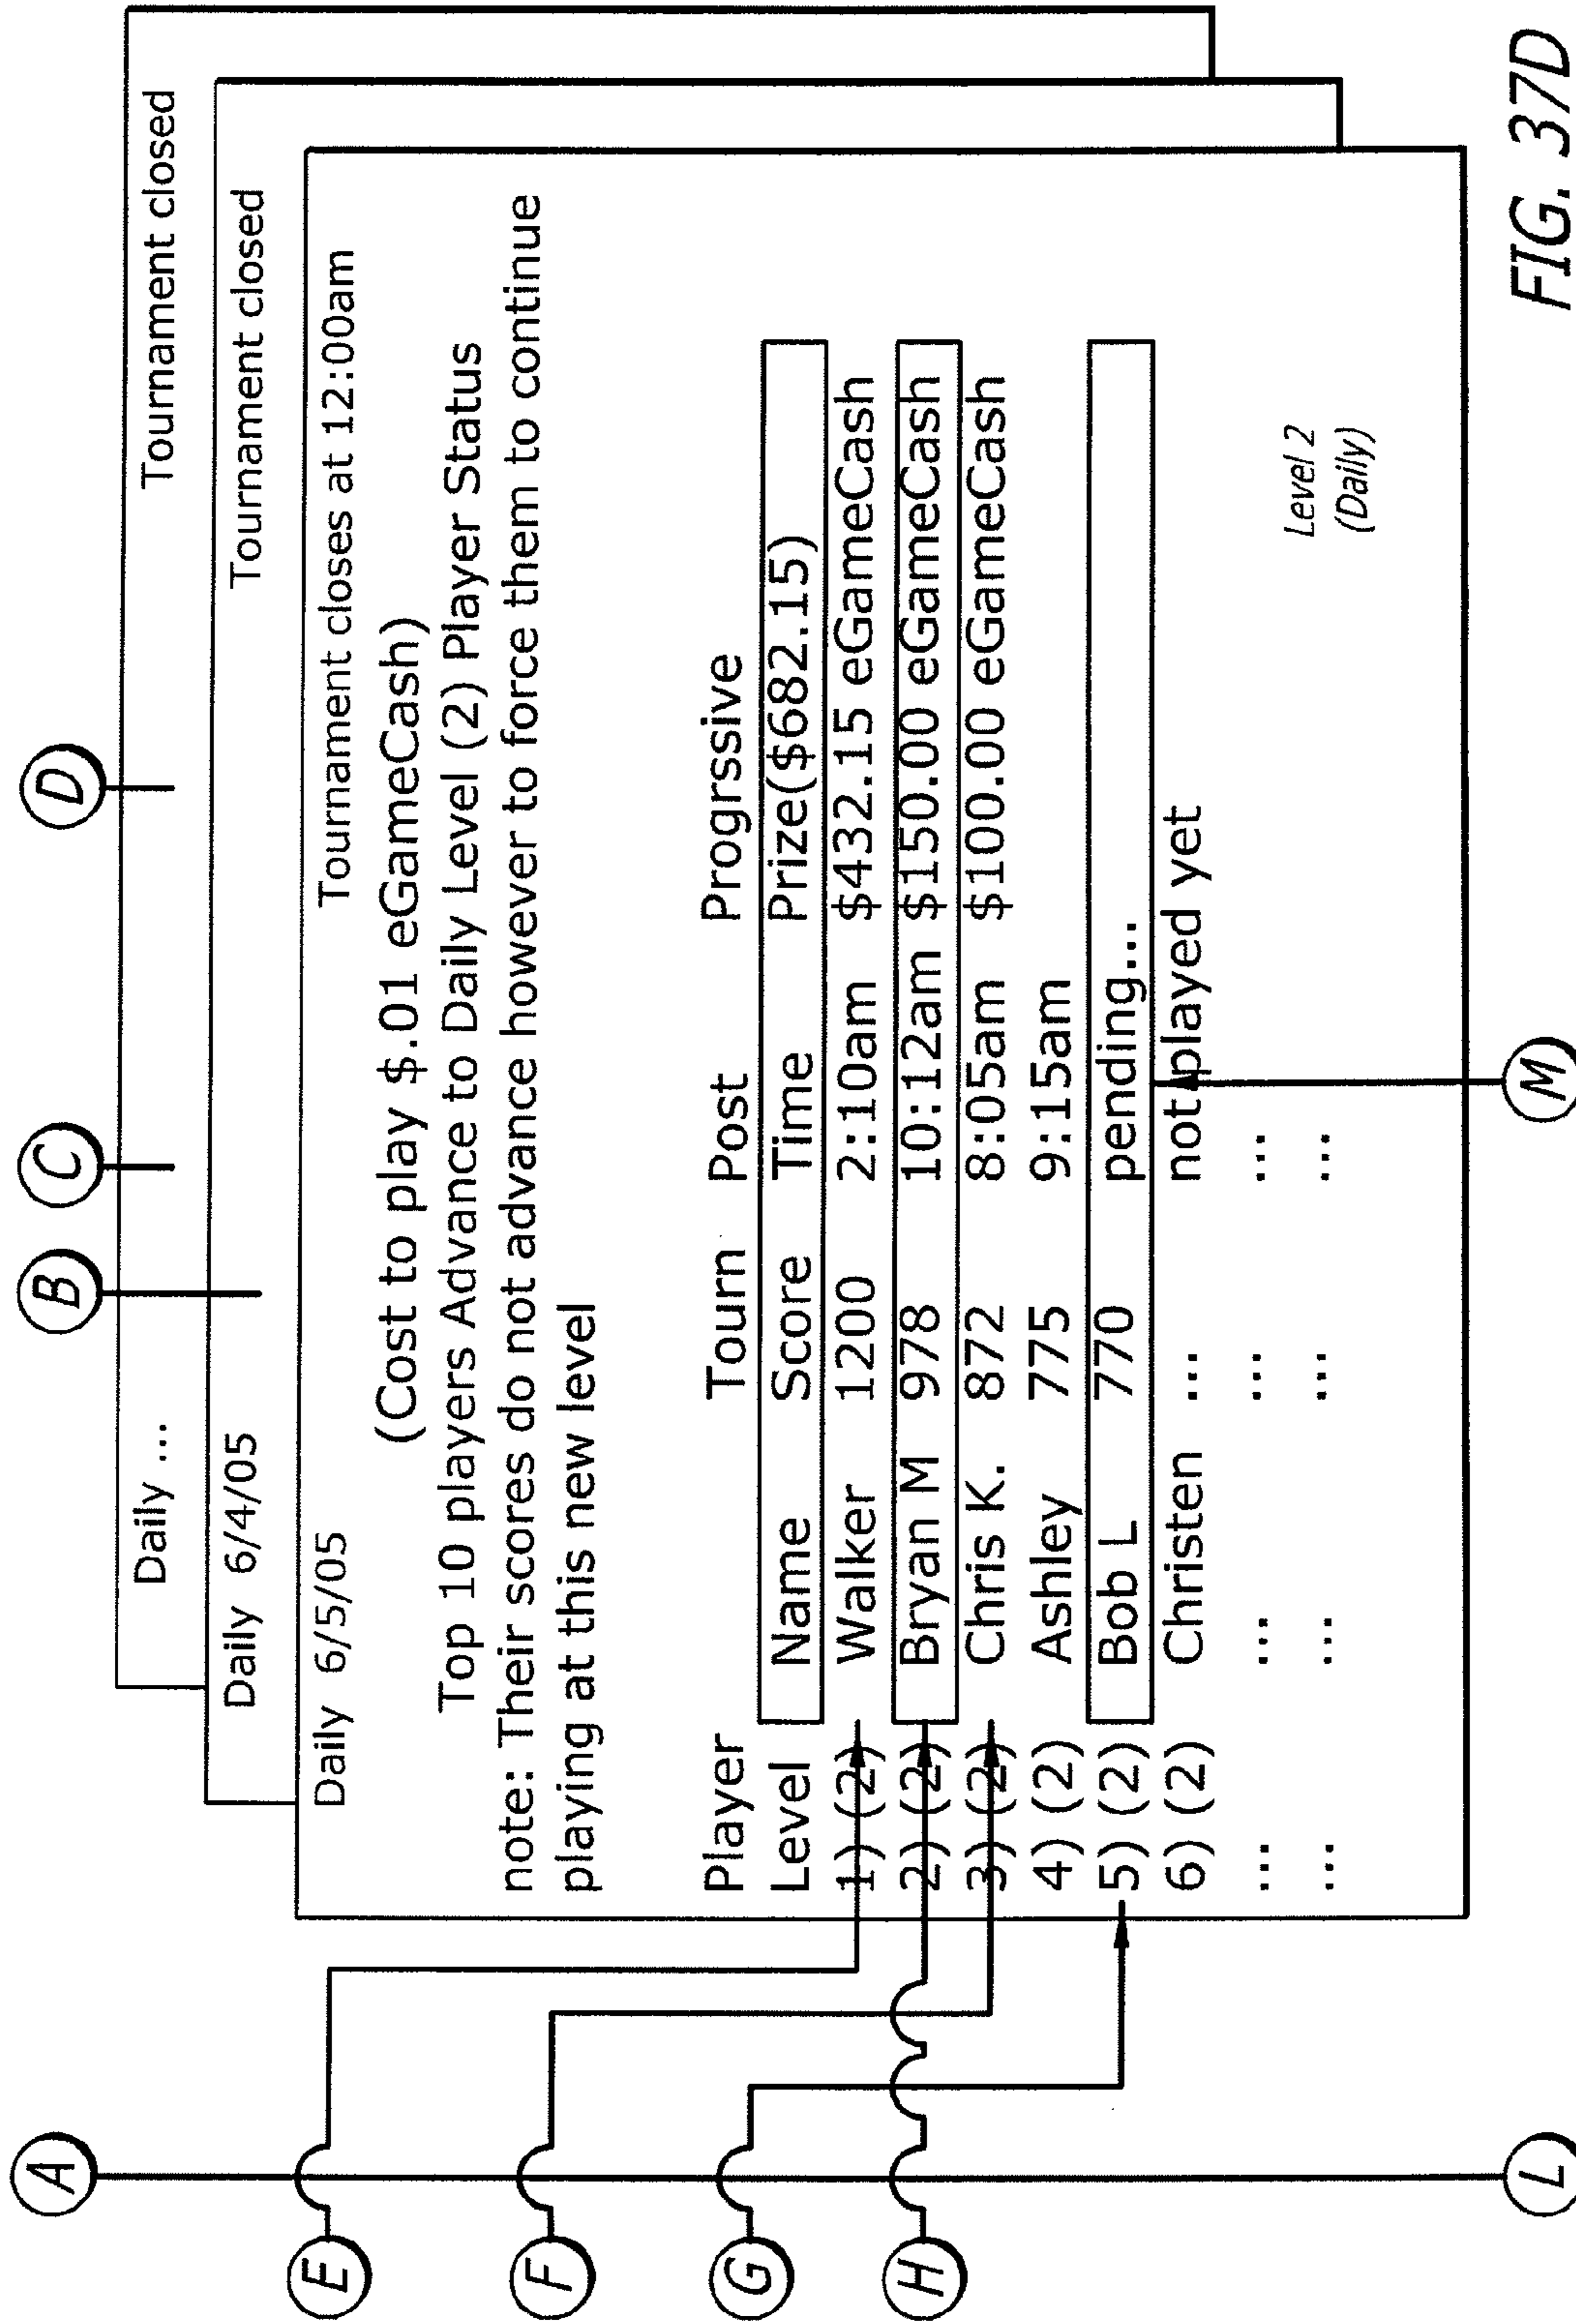 A
B
C
D
Daily ... Tournament closed
Daily 6/4/05 Tournament closed
Daily 6/5/05 Tournament closes at 12:00am
(Cost to play $.01 eGameCash)
Top 10 players Advance to Daily Level (2) Player Status
note: Their scores do not advance however to force them to continue
playing at this new level
Player Tourn Post Progrssive
Level Name Score Time Prize($682.15)
1) (2) Walker 1200 2:10am $432.15 eGameCash
2) (2) Bryan M 978 10:12am $150.00 eGameCash
3) (2) Chris K. 872 8:05am $100.00 eGameCash
4) (2) Ashley 775 9:15am
5) (2) Bob L 770 pending...
6) (2) Christen ... not played yet
... ... ... ...
... ... ... ...
Level 2
(Daily)
E
F
G
H
L
M
FIG. 37D